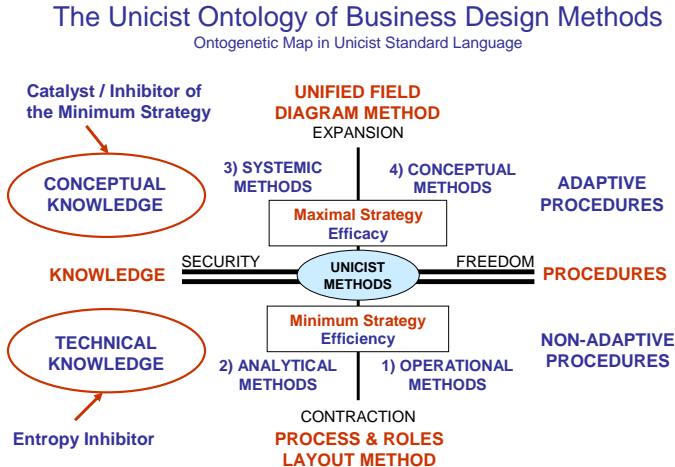 The Unicist Ontology of Business Design Methods
Ontogenetic Map in Unicist Standard Language
Catalyst / Inhibitor of
the Minimum Strategy
UNIFIED FIELD
DIAGRAM METHOD
EXPANSION
CONCEPTUAL
KNOWLEDGE
3) SYSTEMIC
METHODS
4) CONCEPTUAL
METHODS
ADAPTIVE
PROCEDURES
Maximal Strategy
Efficacy
KNOWLEDGE
SECURITY
UNICIST
METHODS
FREEDOM
PROCEDURES
Minimum Strategy
Efficiency
TECHNICAL
KNOWLEDGE
2) ANALYTICAL
METHODS
1) OPERATIONAL
METHODS
NON-ADAPTIVE
PROCEDURES
CONTRACTION
Entropy Inhibitor
PROCESS & ROLES
LAYOUT METHOD